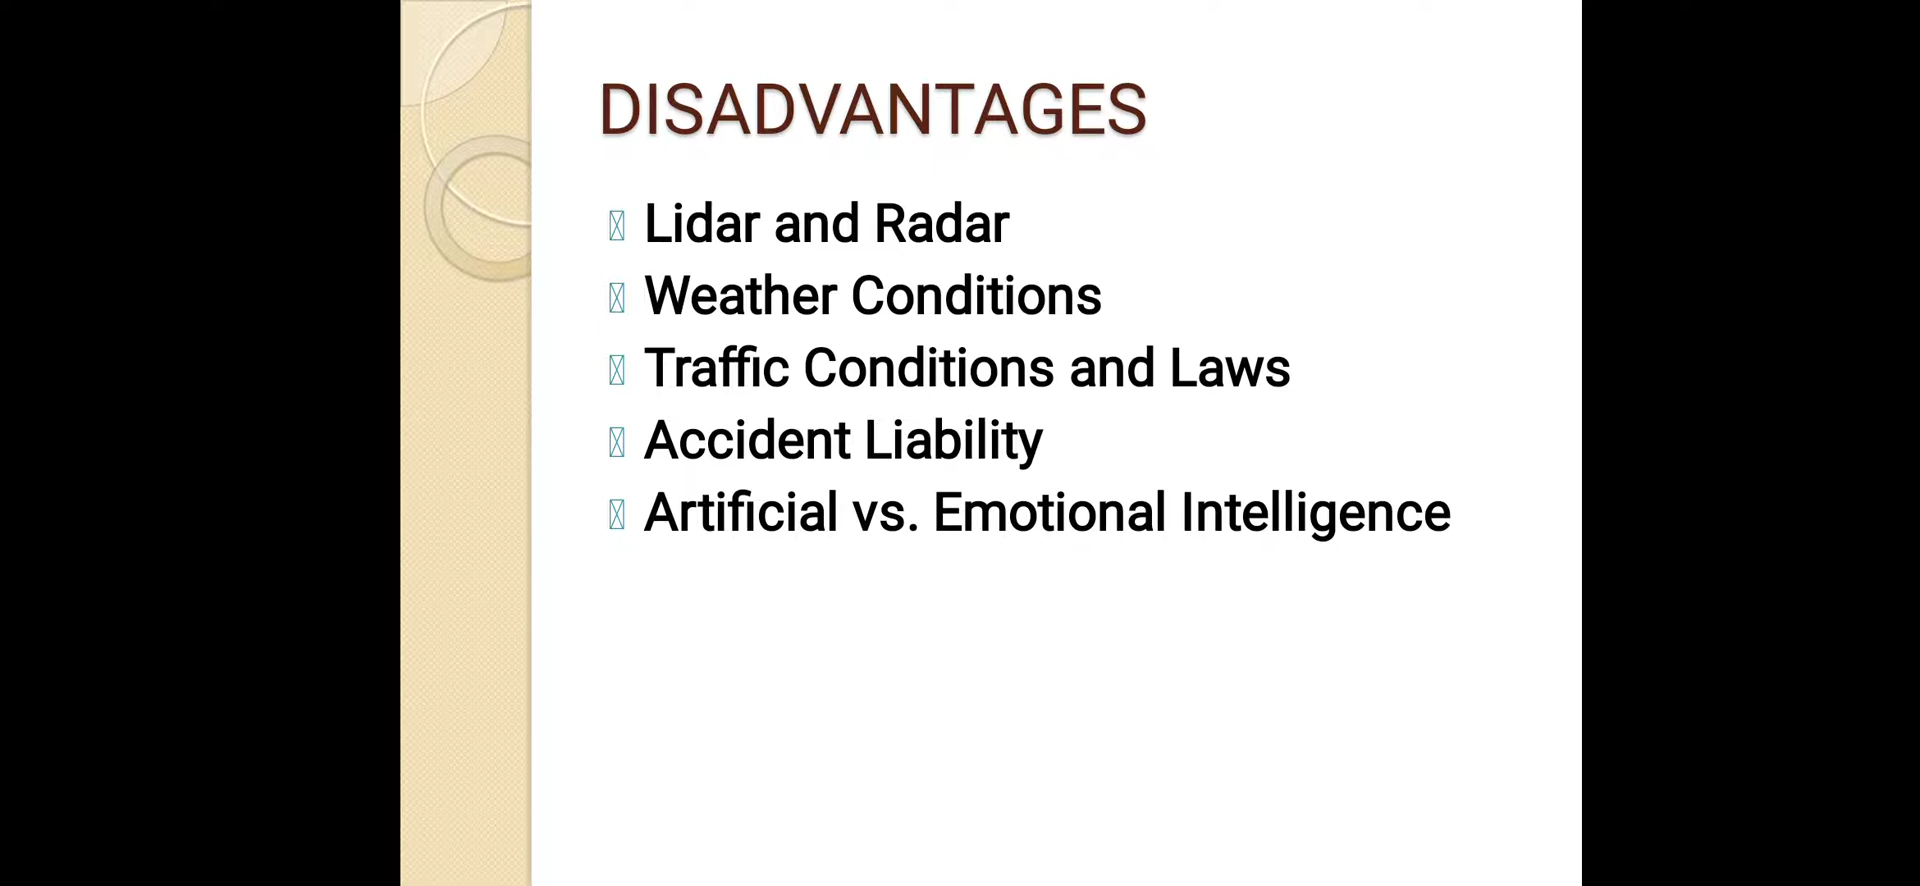 DISADVANTAGES
Lidar and Radar
Weather Conditions
Traffic Conditions and Laws
Accident Liability
Artificial vs. Emotional Intelligence